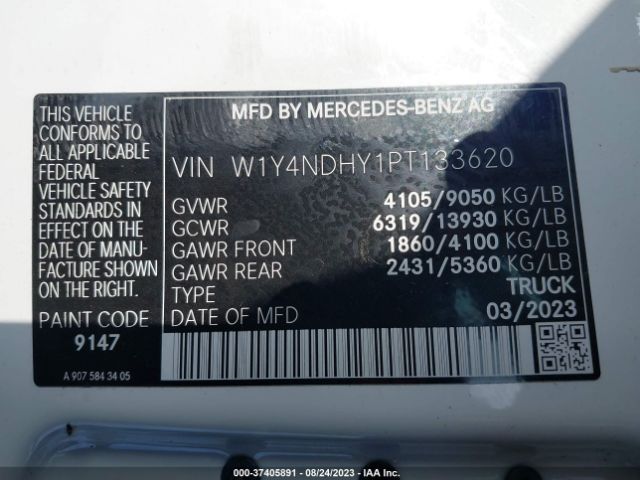 MFD BY MERCEDES-BENZ AG
THIS VEHICLE
CONFORMS TO
ALL APPLICABLE
FEDERAL
VEHICLE SAFETY
STANDARDS IN
EFFECT ON THE
DATE OF MANU-
FACTURE SHOWN
ON THE RIGHT.
PAINT CODE
9147
A 907 584 34 05
VIN W1Y4NDHY1PT133620
GVWR 4105/9050 KG/LB
GCWR 6319/13930 KG/LB
GAWR FRONT 1860/4100 KG/LB
GAWR REAR 2431/5360 KG/LB
TYPE TRUCK
DATE OF MFD 03/2023
#ID - 37405891 - 08/24/2023 - IAA Inc.